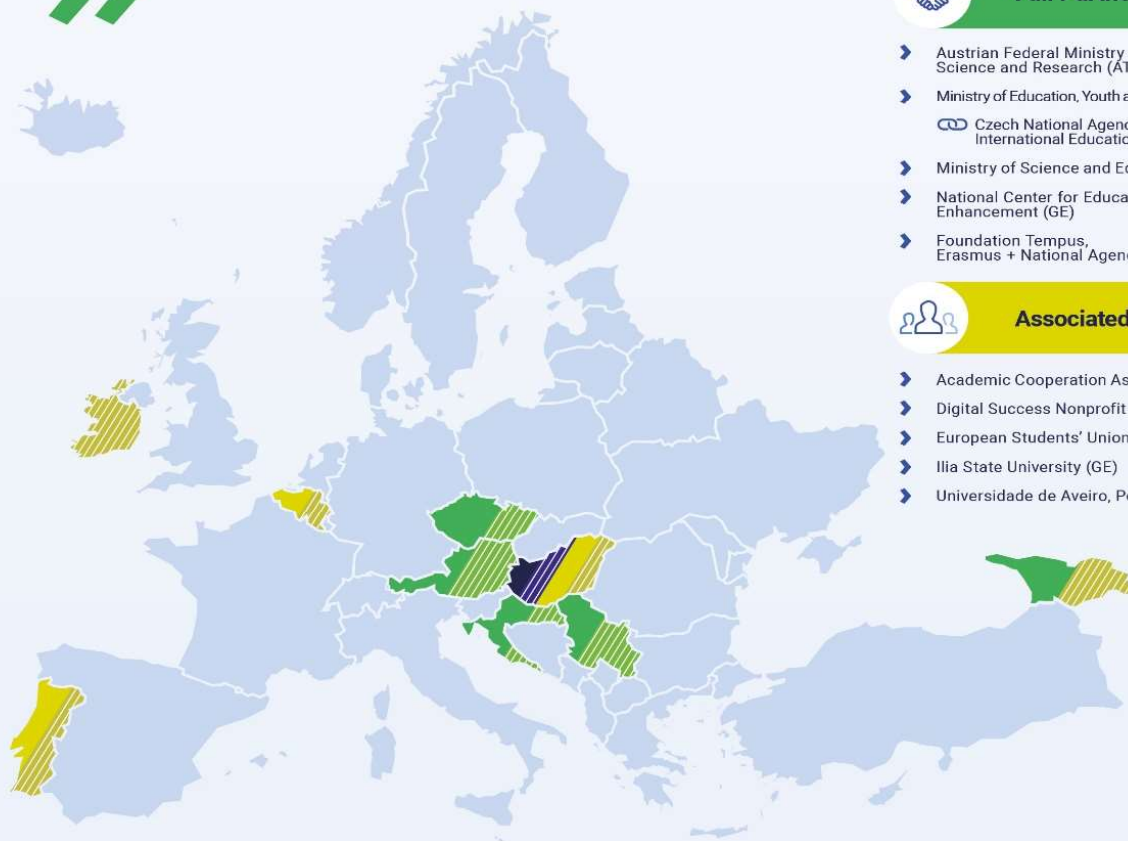 Austrian Federal Ministry
Science and Research (AT
Ministry of Education, Youth a
Czech National Agenc
International Educatio
Ministry of Science and Ed
National Center for Educa
Enhancement (GE)
Foundation Tempus,
Erasmus + National Agenc
Associated
Academic Cooperation As
Digital Success Nonprofit
European Students' Union
Ilia State University (GE)
Universidade de Aveiro, Po